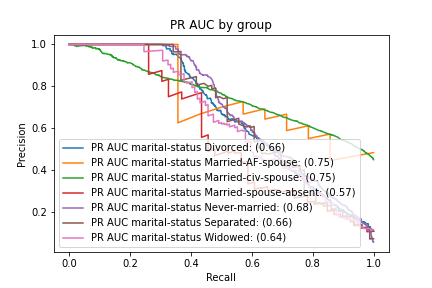 PR AUC by group
1.0
0.8
0.6
0.4
0.2
Precision
PR AUC marital-status Divorced: (0.66)
PR AUC marital-status Married-AF-spouse: (0.75)
PR AUC marital-status Married-civ-spouse: (0.75)
PR AUC marital-status Married-spouse-absent: (0.57)
PR AUC marital-status Never-married: (0.68)
PR AUC marital-status Separated: (0.66)
PR AUC marital-status Widowed: (0.64)
0.0 0.2 0.4 0.6 0.8 1.0
Recall